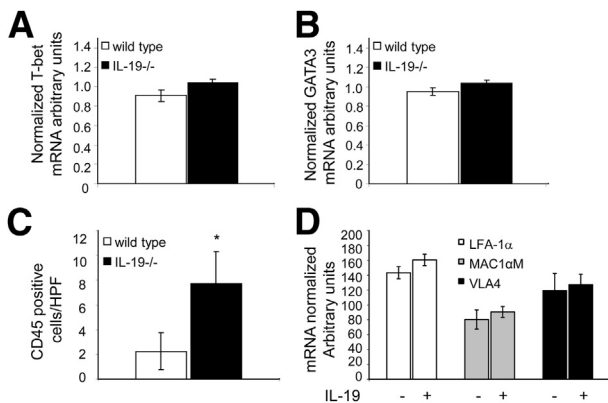 A
Normalized T-bet
mRNA arbitrary units
1.4
1.2
1.0
0.8
0.6
0.4
0.2
0
wild type
IL-19-/-
B
Normalized GATA3
mRNA arbitrary units
1.4
1.2
1.0
0.8
0.6
0.4
0.2
0
wild type
IL-19-/-
C
CD45 positive
cells/HPF
12
10
8
6
4
2
0
wild type
IL-19-/-
*
D
mRNA normalized
Arbitrary units
200
180
160
140
120
100
80
60
40
20
0
LFA-1α
MAC1αM
VLA4
IL-19 - + - + - +